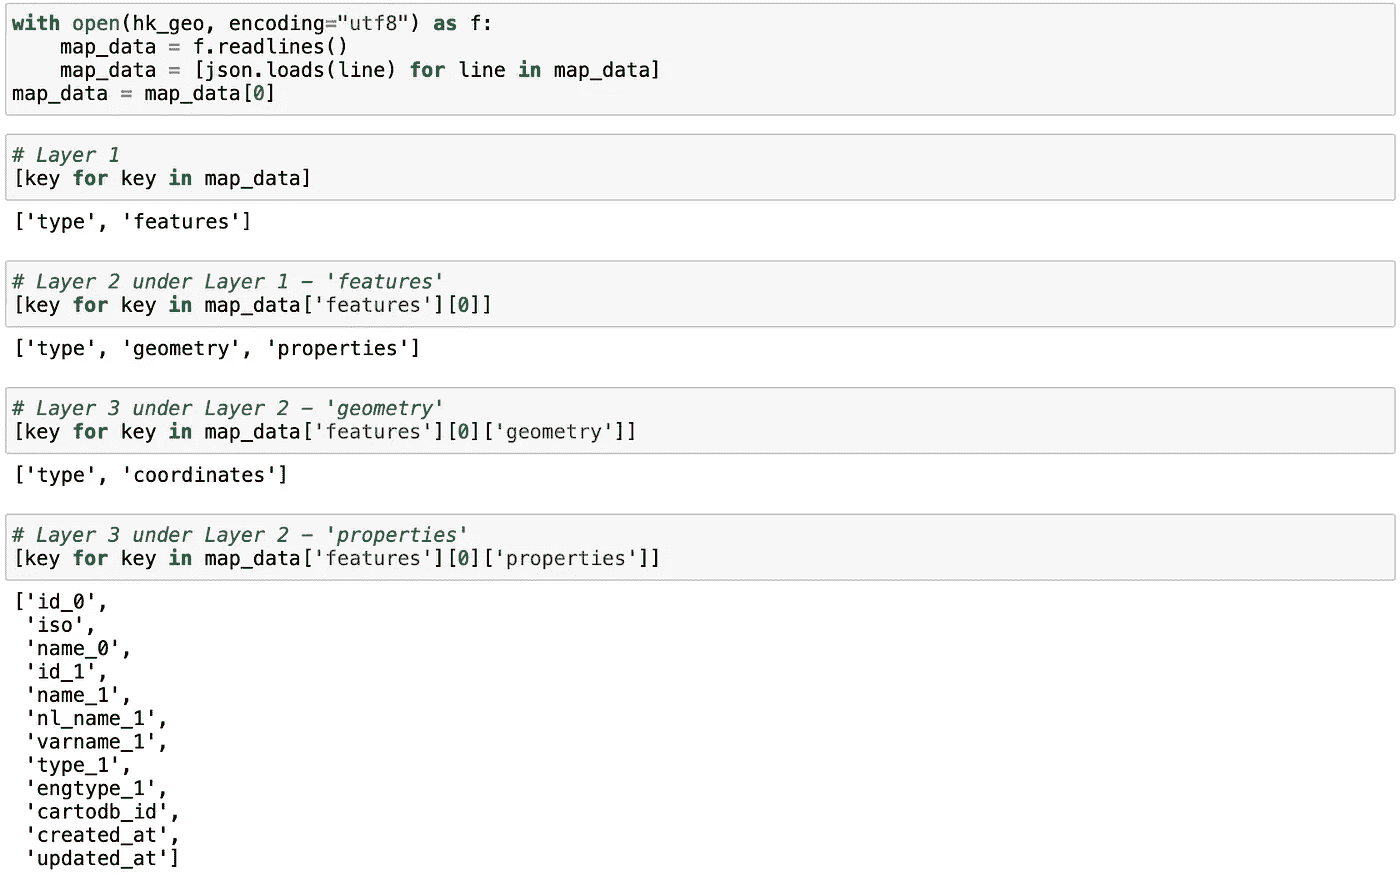 with open(hk_geo, encoding="utf8") as f:
    map_data = f.readlines()
    map_data = [json.loads(line) for line in map_data]
map_data = map_data[0]
# Layer 1
[key for key in map_data]
['type', 'features']
# Layer 2 under Layer 1 – 'features'
[key for key in map_data['features'][0]]
['type', 'geometry', 'properties']
# Layer 3 under Layer 2 – 'geometry'
[key for key in map_data['features'][0]['geometry']]
['type', 'coordinates']
# Layer 3 under Layer 2 – 'properties'
[key for key in map_data['features'][0]['properties']]
['id_0',
 'iso',
 'name_0',
 'id_1',
 'name_1',
 'nl_name_1',
 'varname_1',
 'type_1',
 'engtype_1',
 'cartodb_id',
 'created_at',
 'updated_at']